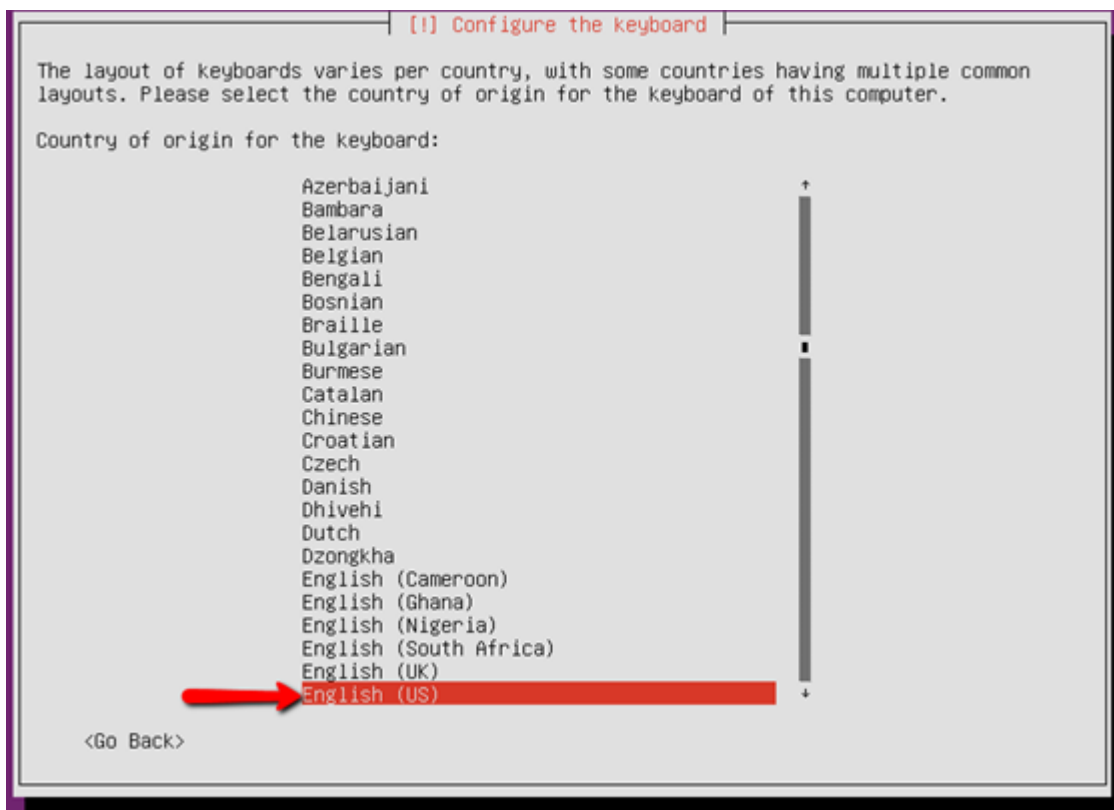 [!] Configure the keyboard
The layout of keyboards varies per country, with some countries having multiple common
layouts. Please select the country of origin for the keyboard of this computer.
Country of origin for the keyboard:
Azerbaijani
Bambara
Belarusian
Belgian
Bengali
Bosnian
Braille
Bulgarian
Burmese
Catalan
Chinese
Croatian
Czech
Danish
Dhivehi
Dutch
Dzongkha
English (Cameroon)
English (Ghana)
English (Nigeria)
English (South Africa)
English (UK)
English (US)
<Go Back>